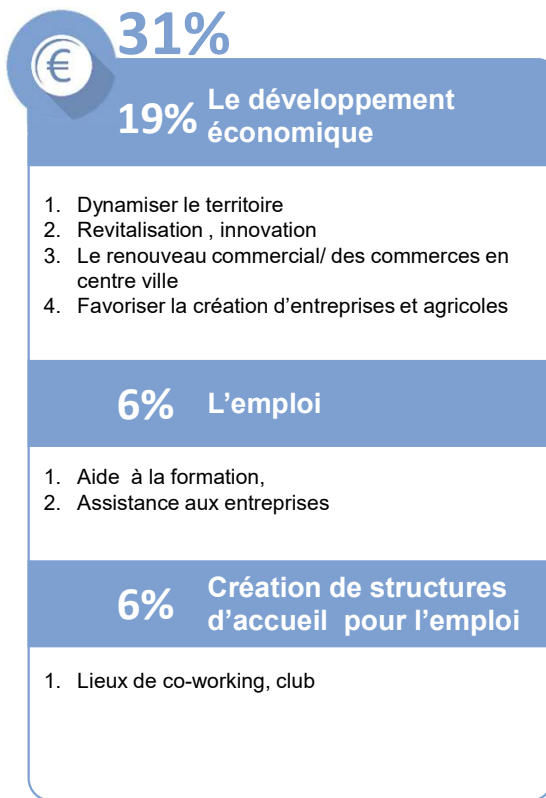 €
31%
19% Le développement
économique
1. Dynamiser le territoire
2. Revitalisation , innovation
3. Le renouveau commercial/ des commerces en
centre ville
4. Favoriser la création d’entreprises et agricoles
6% L’emploi
1. Aide à la formation,
2. Assistance aux entreprises
6% Création de structures
d’accueil pour l’emploi
1. Lieux de co-working, club